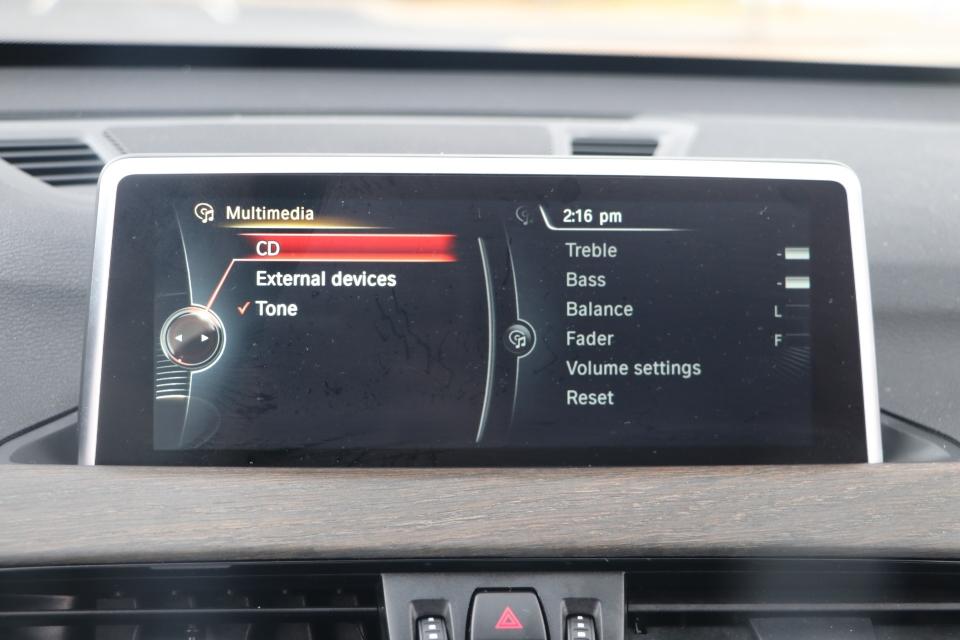 Multimedia
CD
External devices
Tone
2:16 pm
Treble -
Bass -
Balance L
Fader F
Volume settings
Reset